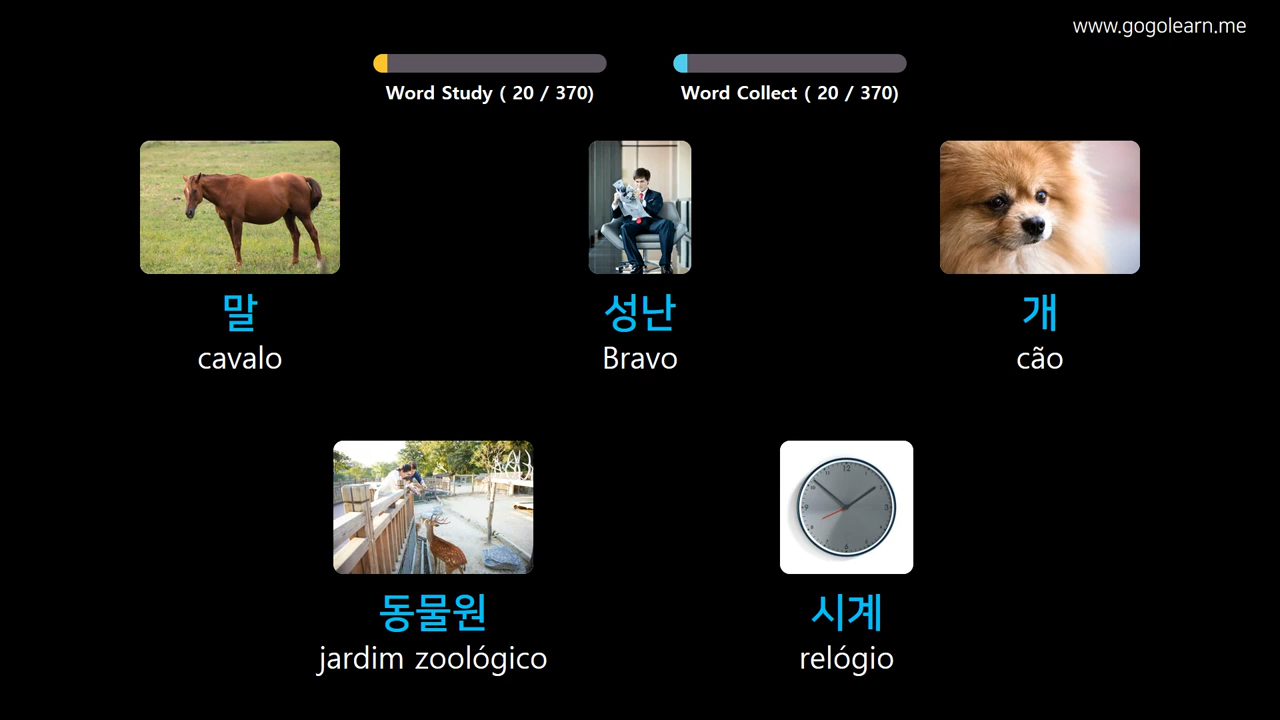 www.gogolearn.me
Word Study ( 20 / 370)
Word Collect ( 20 / 370)
말
cavalo
성난
Bravo
개
cão
동물원
jardim zoológico
시계
relógio